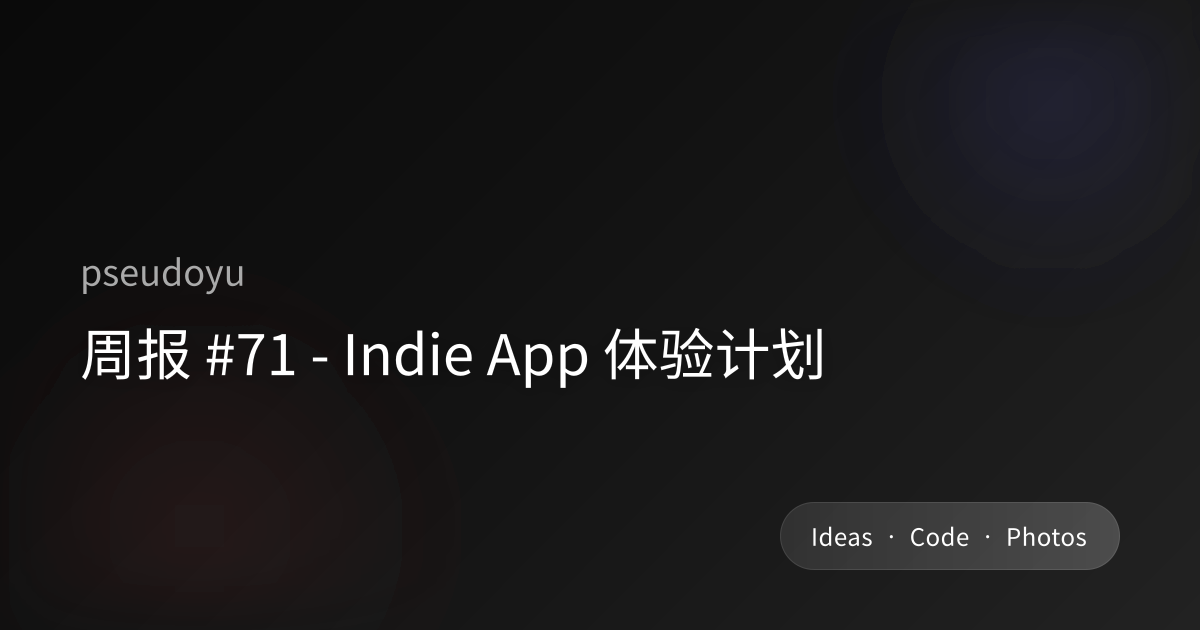 pseudoyu
周报 #71 - Indie App 体验计划
Ideas · Code · Photos